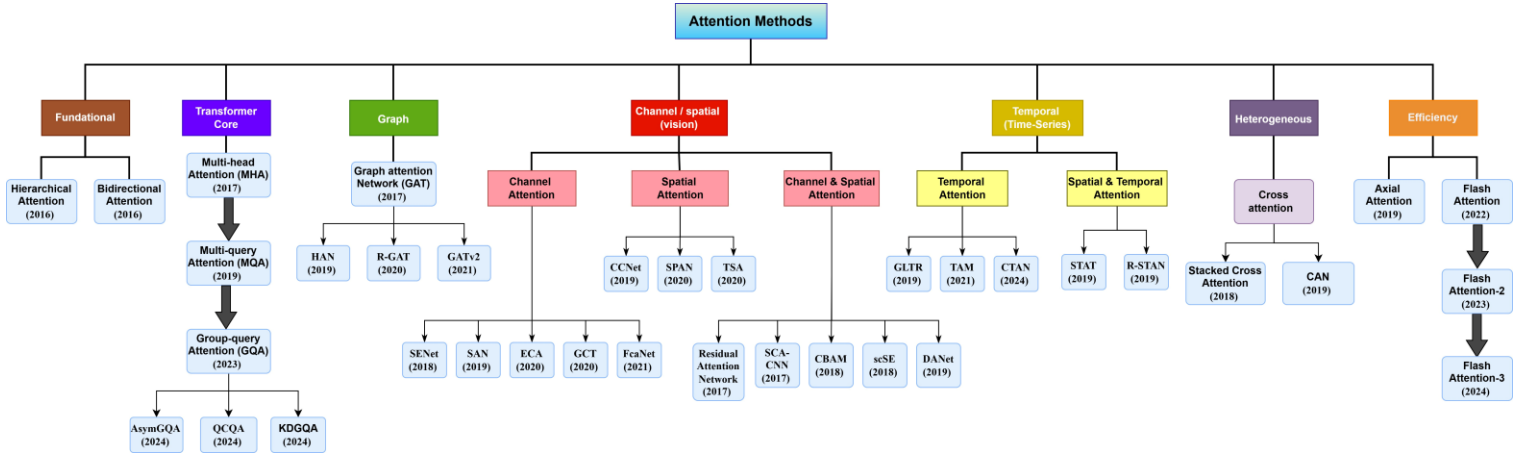 Attention Methods
Fundational
Transformer
Core
Graph
Channel / spatial
(vision)
Temporal
(Time-Series)
Heterogeneous
Efficiency
Hierarchical
Attention
(2016)
Bidirectional
Attention
(2016)
Multi-head
Attention (MHA)
(2017)
Multi-query
Attention (MQA)
(2019)
Group-query
Attention (GQA)
(2023)
AsymGQA
(2024)
QCQA
(2024)
KDGQA
(2024)
Graph attention
Network (GAT)
(2017)
HAN
(2019)
R-GAT
(2020)
GATv2
(2021)
Channel
Attention
SENet
(2018)
SAN
(2019)
ECA
(2020)
GCT
(2020)
FcaNet
(2021)
Spatial
Attention
CCNet
(2019)
SPAN
(2020)
TSA
(2020)
Channel & Spatial
Attention
Residual
Attention
Network
(2017)
SCA-
CNN
(2017)
CBAM
(2018)
scSE
(2018)
DANet
(2019)
Temporal
Attention
GLTR
(2019)
TAM
(2021)
CTAN
(2024)
Spatial & Temporal
Attention
STAT
(2019)
R-STAN
(2019)
Cross
attention
Stacked Cross
Attention
(2018)
CAN
(2019)
Axial
Attention
(2019)
Flash
Attention
(2022)
Flash
Attention-2
(2023)
Flash
Attention-3
(2024)